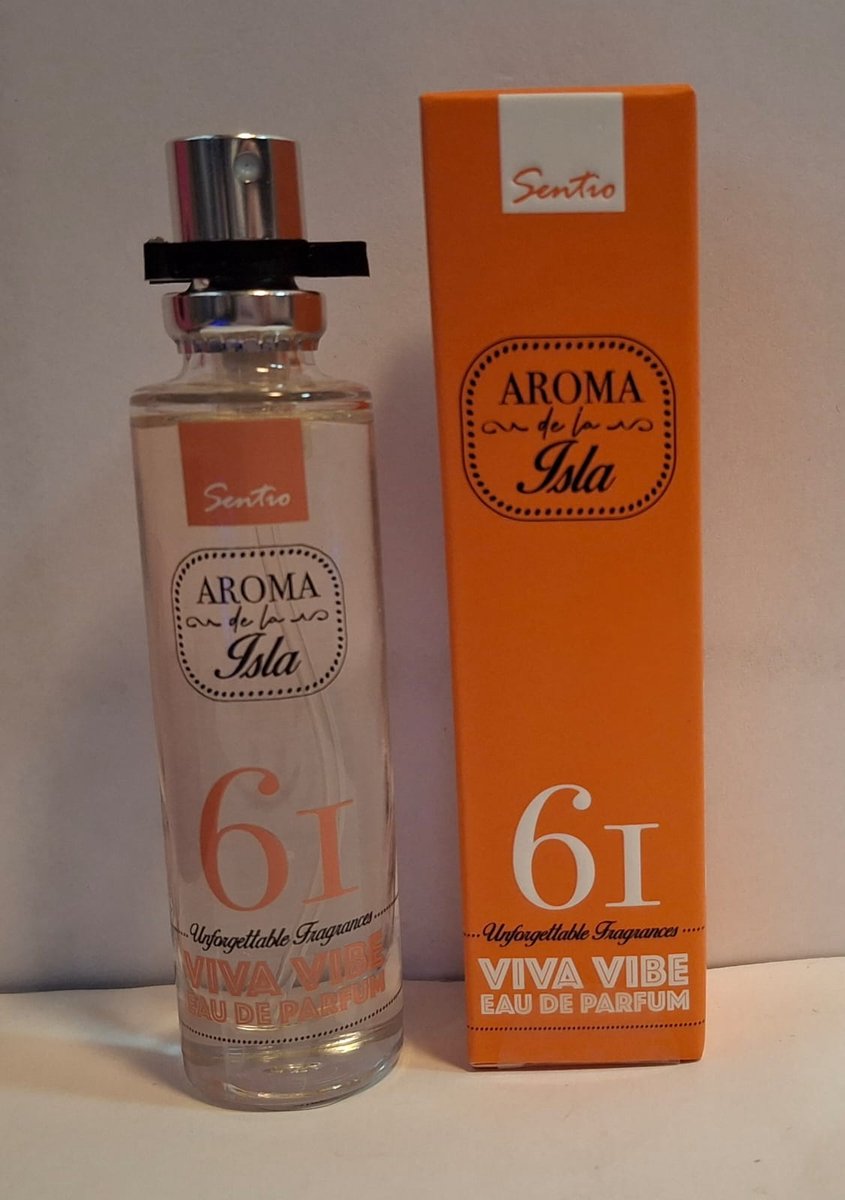 Sentio
AROMA
de la
Isla
61
Unforgettable Fragrances
VIVA VIBE
EAU DE PARFUM
Sentio
AROMA
de la
Isla
61
Unforgettable Fragrances
VIVA VIBE
EAU DE PARFUM